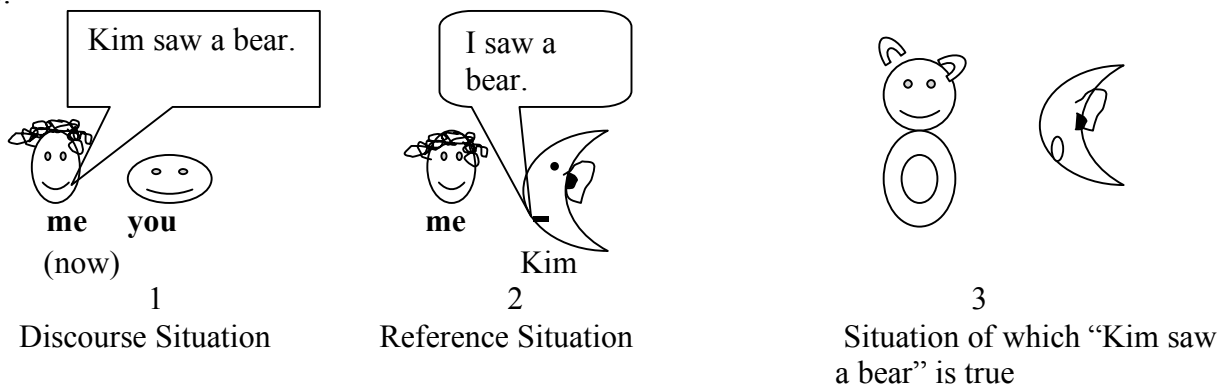 Kim saw a bear.
I saw a
bear.
me you
(now)
1
Discourse Situation
me
Kim
2
Reference Situation
3
Situation of which “Kim saw
a bear” is true